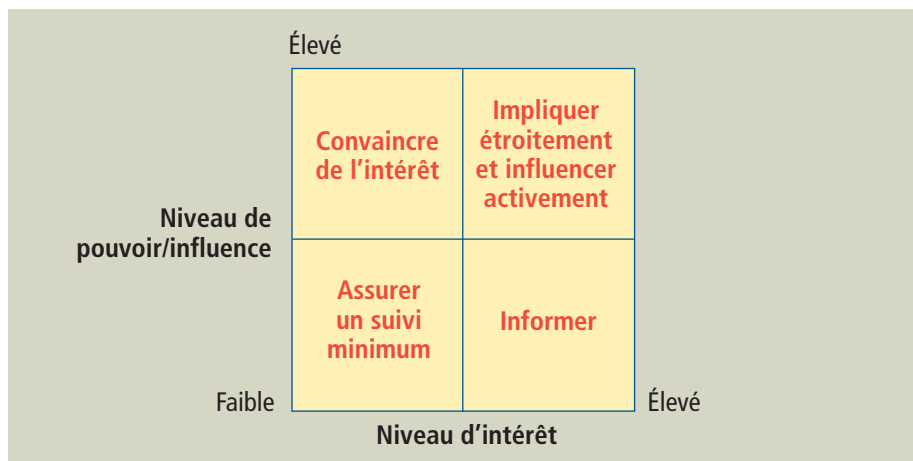 Élevé
Convaincre
de l'intérêt
Impliquer
étroitement
et influencer
activement
Niveau de
pouvoir/influence
Assurer
un suivi
minimum
Informer
Faible
Élevé
Niveau d'intérêt